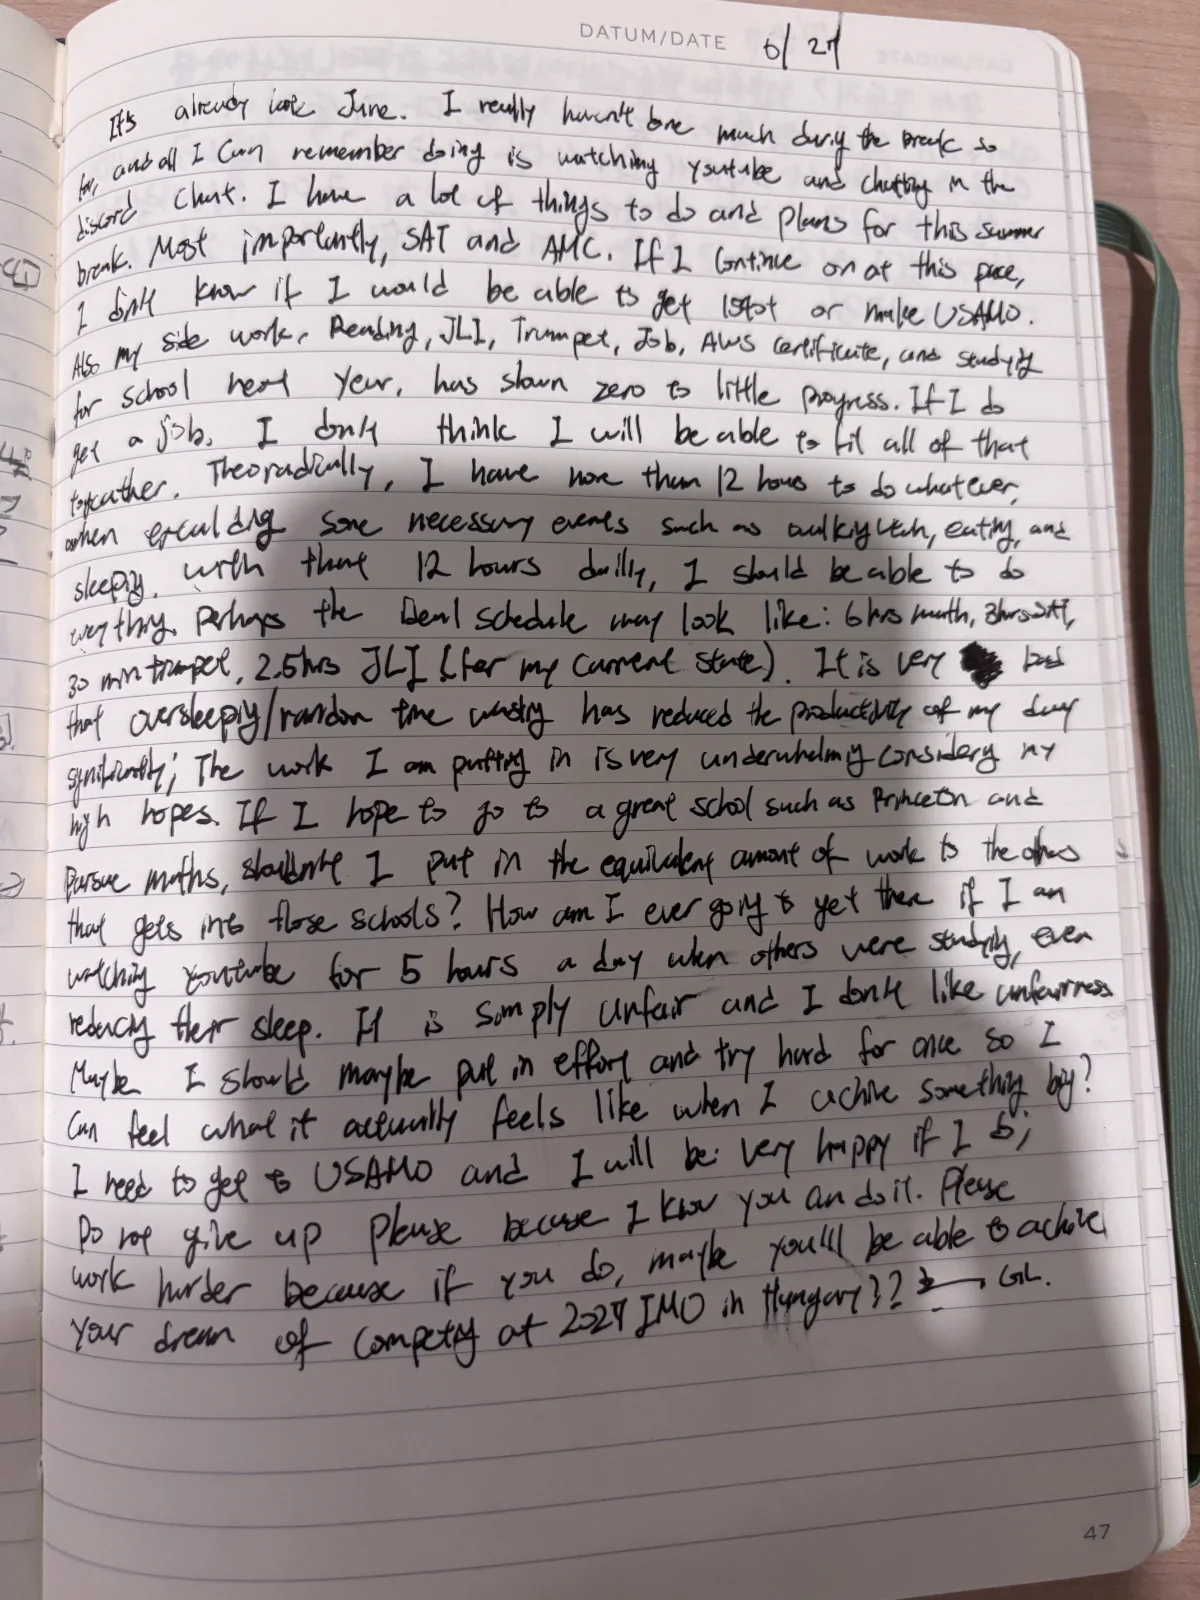 DATUM/DATE 6/27
It's already late June. I really haven't done much during the break so
far, and all I can remember doing is watching youtube and chatting in the
discord chat. I have a lot of things to do and plans for this summer
break. Most importantly, SAT and AMC. If I continue on at this pace,
I don't know if I would be able to get or make USAMO.
Also my side work, Reading, JLI, Trumpet, Job, AWS certificate, and studying
for school next year, has shown zero to little progress. If I do
get a job, I don't think I will be able to fit all of that
togeather. Theoradically, I have more than 12 hours to do whatever,
when exculding some necessary events such as, eating, and
sleeping. with that 12 hours dailly, I should be able to do
everything. Perhaps the Ideal schedule may look like: 6 hrs math, 3hrs SAT,
30 min trumpet, 2.5hrs JLI (for my current state). It is very bad
that oversleeping/random time wasting has reduced the productivity of my day
significantly; The work I am putting in is very underwhelming considering my
high hopes. If I hope to go to a great school such as Princeton and
Pursue maths, shouldn't I put in the equivalent amount of work to the others
that gets into those schools? How am I ever going to get there if I am
watching youtube for 5 hours a day when others were studying, even
reducing their sleep. It is simply unfair and I don't like unfairness
Maybe I should maybe put in effort and try hard for once so I
can feel what it actually feels like when I achive something big?
I need to get to USAMO and I will be very happy if I do;
Do not give up please because I know you can do it. Please
work harder because if you do, maybe you'll be able to achive
your dream of competing at 2027 IMO in Hungary?? GL.
47